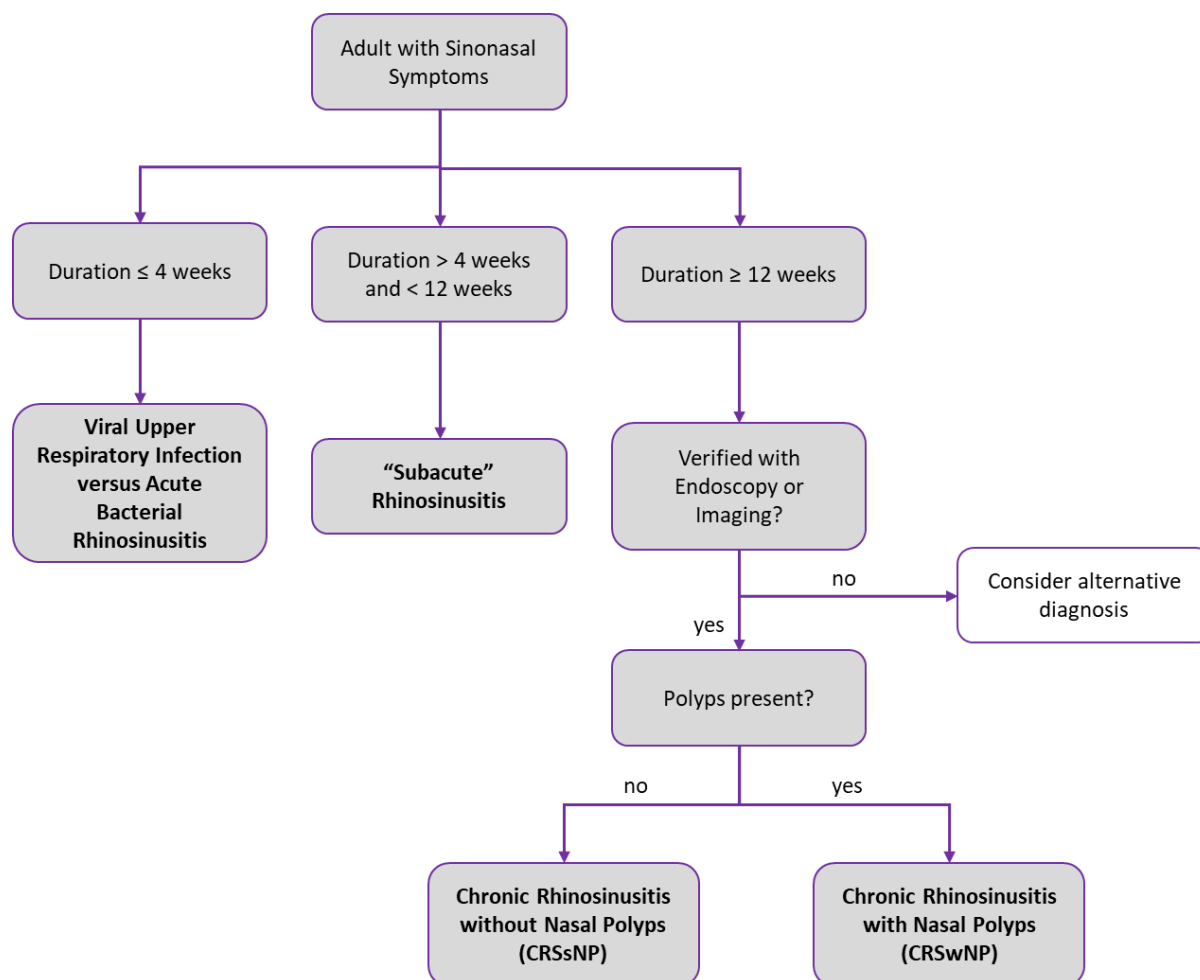 Adult with Sinonasal
Symptoms
Duration ≤ 4 weeks
Duration > 4 weeks
and < 12 weeks
Duration ≥ 12 weeks
Viral Upper
Respiratory Infection
versus Acute
Bacterial
Rhinosinusitis
“Subacute”
Rhinosinusitis
Verified with
Endoscopy or
Imaging?
no
Consider alternative
diagnosis
yes
Polyps present?
no
yes
Chronic Rhinosinusitis
without Nasal Polyps
(CRSsNP)
Chronic Rhinosinusitis
with Nasal Polyps
(CRSwNP)